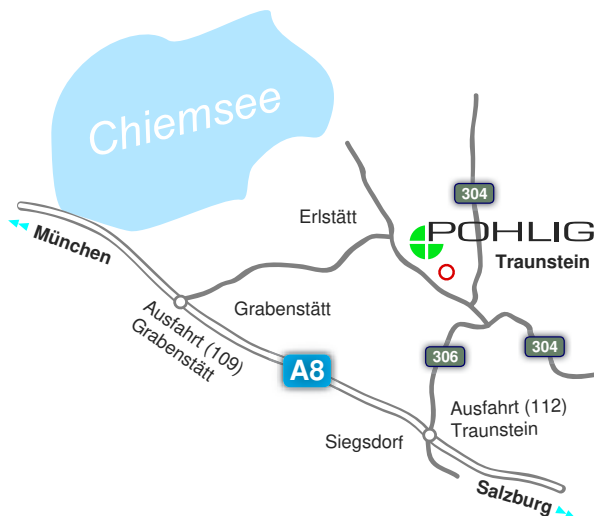 Chiemsee
304
Erlstätt
POHLIG
München
Traunstein
Grabenstätt
Ausfahrt (109)
Grabenstätt
A8
306
304
Ausfahrt (112)
Traunstein
Siegsdorf
Salzburg